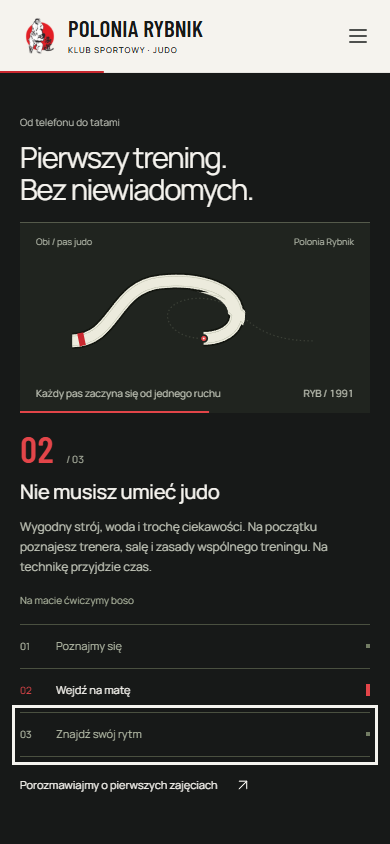 POLONIA RYBNIK
KLUB SPORTOWY · JUDO
Od telefonu do tatami
Pierwszy trening.
Bez niewiadomych.
Obi / pas judo
Polonia Rybnik
Każdy pas zaczyna się od jednego ruchu
RYB / 1991
02 / 03
Nie musisz umieć judo
Wygodny strój, woda i trochę ciekawości. Na początku
poznajesz trenera, salę i zasady wspólnego treningu. Na
technikę przyjdzie czas.
Na macie ćwiczymy boso
01 Poznajmy się
02 Wejdź na matę
03 Znajdź swój rytm
Porozmawiajmy o pierwszych zajęciach